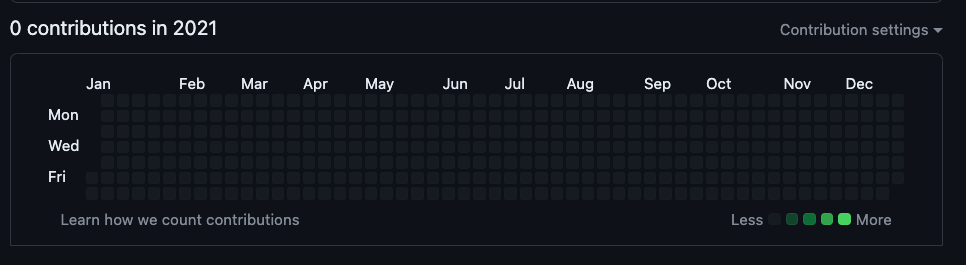 0 contributions in 2021
Contribution settings
Jan Feb Mar Apr May Jun Jul Aug Sep Oct Nov Dec
Mon
Wed
Fri
Learn how we count contributions
Less More